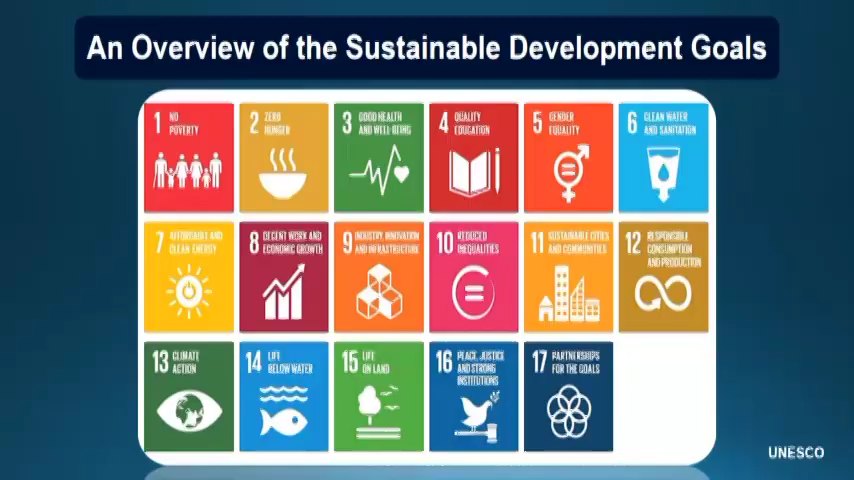 An Overview of the Sustainable Development Goals
1 NO
POVERTY
2 ZERO
HUNGER
3 GOOD HEALTH
AND WELL-BEING
4 QUALITY
EDUCATION
5 GENDER
EQUALITY
6 CLEAN WATER
AND SANITATION
7 AFFORDABLE AND
CLEAN ENERGY
8 DECENT WORK AND
ECONOMIC GROWTH
9 INDUSTRY, INNOVATION
AND INFRASTRUCTURE
10 REDUCED
INEQUALITIES
11 SUSTAINABLE CITIES
AND COMMUNITIES
12 RESPONSIBLE
CONSUMPTION
AND PRODUCTION
13 CLIMATE
ACTION
14 LIFE
BELOW WATER
15 LIFE
ON LAND
16 PEACE, JUSTICE
AND STRONG
INSTITUTIONS
17 PARTNERSHIPS
FOR THE GOALS
UNESCO